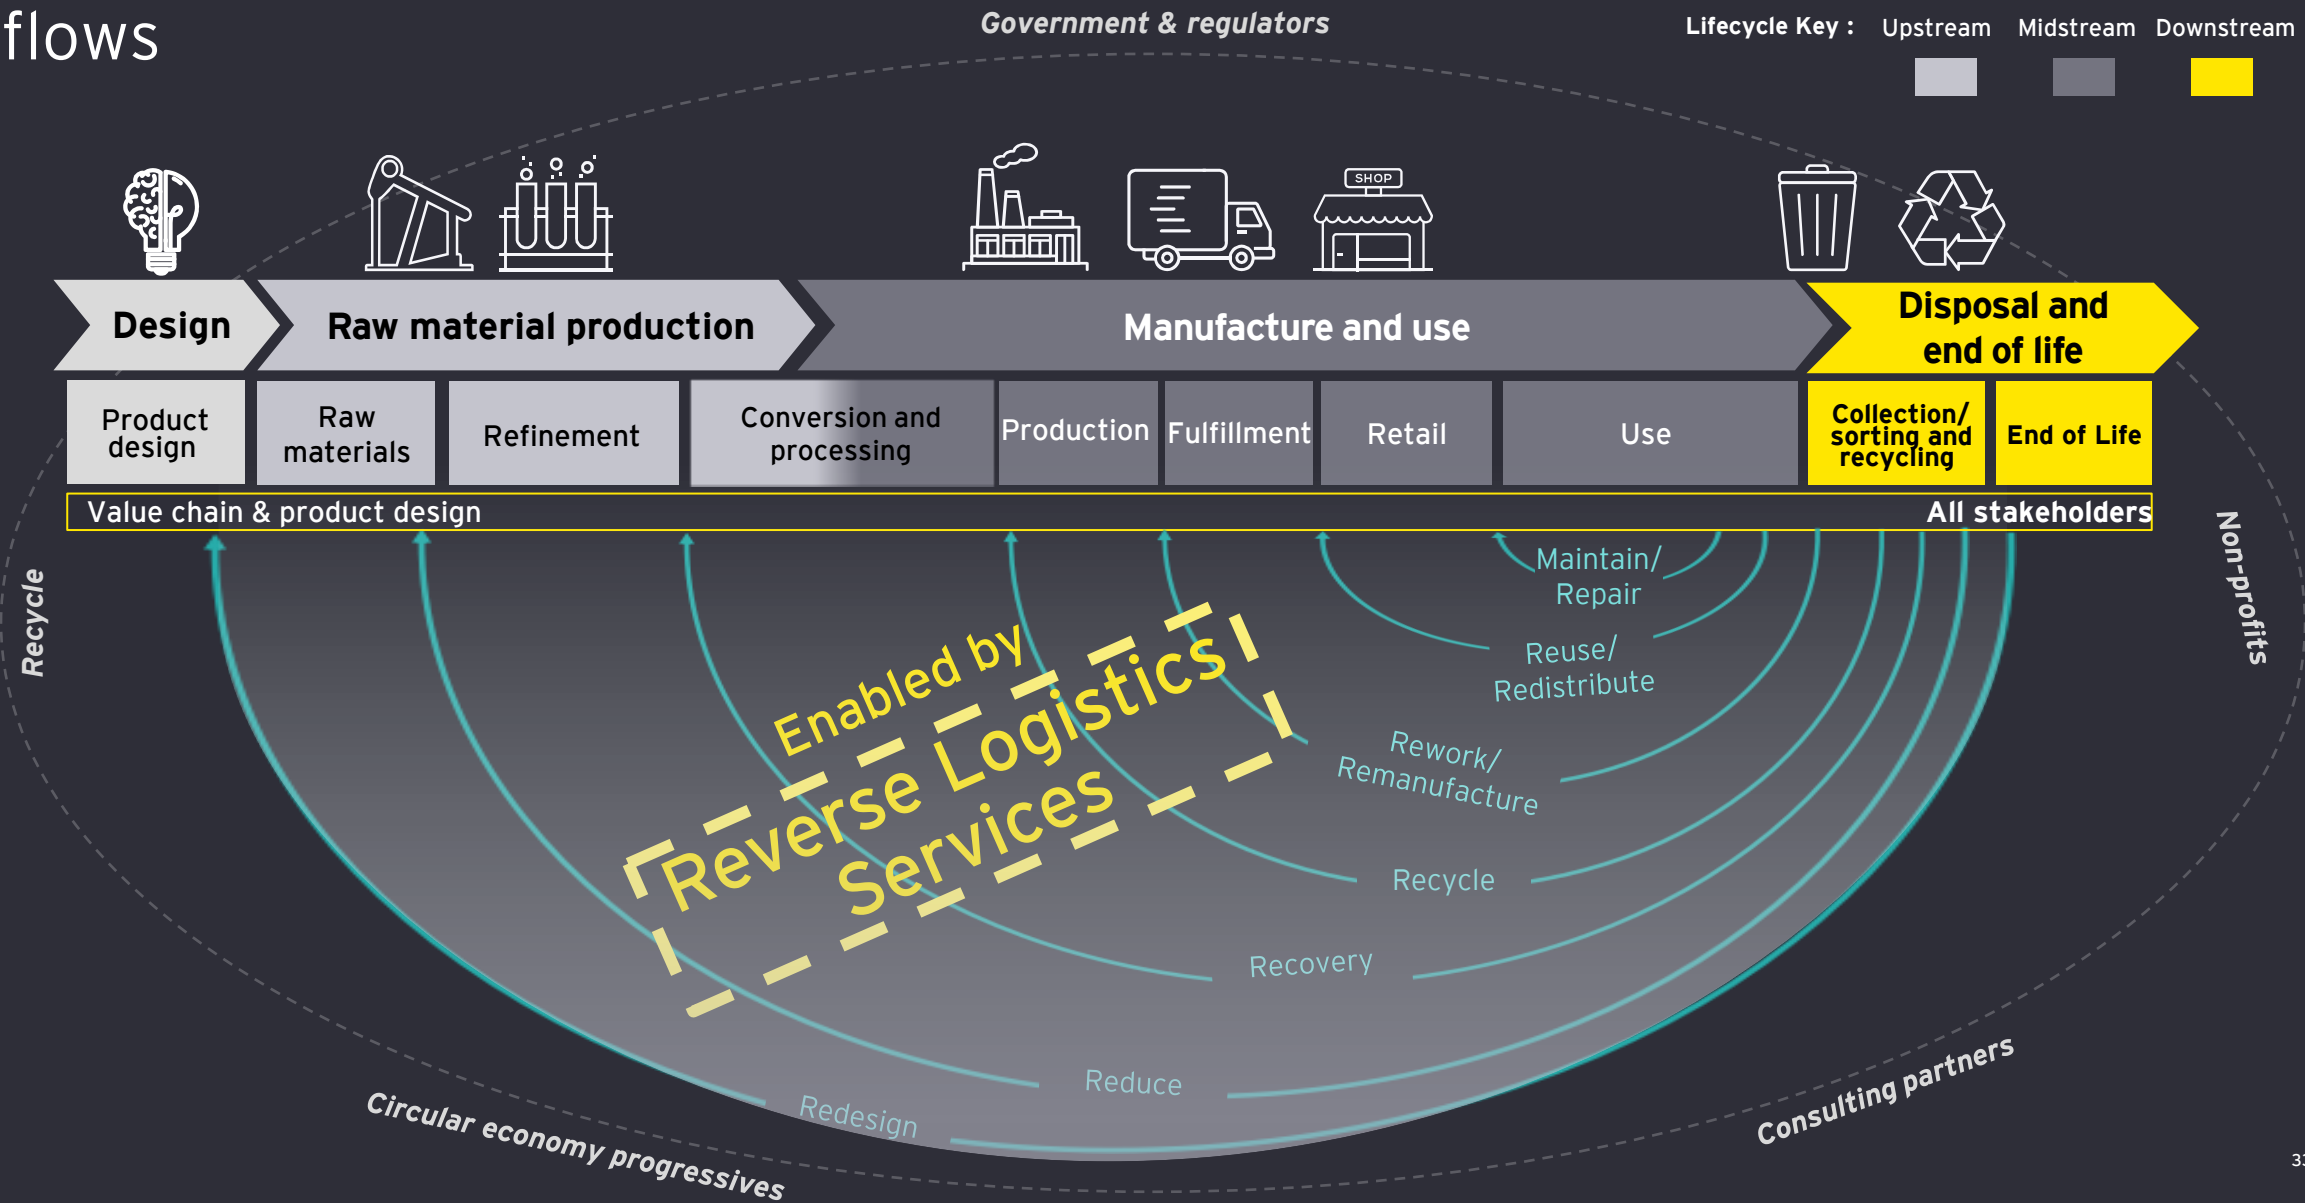 flows
Government & regulators
Lifecycle Key :
Upstream
Midstream
Downstream
SHOP
Design
Raw material production
Manufacture and use
Disposal and
end of life
Product
design
Raw
materials
Refinement
Conversion and
processing
Production
Fulfillment
Retail
Use
Collection/
sorting and
recycling
End of Life
Value chain & product design
All stakeholders
Recycle
Non-profits
Maintain/
Repair
Reuse/
Redistribute
Rework/
Remanufacture
Recycle
Recovery
Reduce
Redesign
Enabled by
Reverse Logistics
Services
Circular economy progressives
Consulting partners